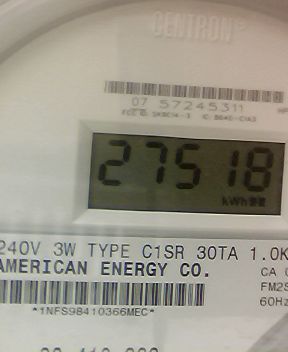 CENTRON®
07 57245311
27518
kWh
240V 3W TYPE C1SR 30TA 1.0K
AMERICAN ENERGY CO.
CA
FM2S
60Hz
*1NFS98410366MEC*